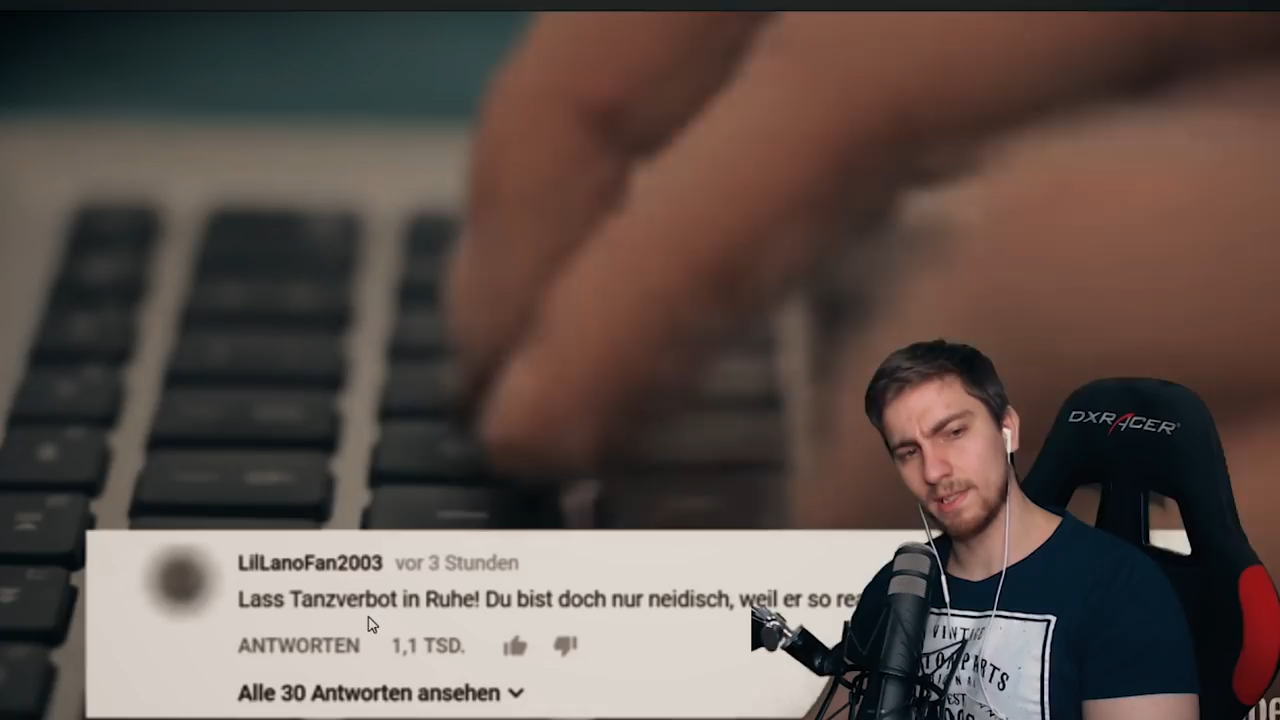 DXRACER
LilLanoFan2003 vor 3 Stunden
Lass Tanzverbot in Ruhe! Du bist doch nur neidisch, weil er so
ANTWORTEN 1,1 TSD.
Alle 30 Antworten ansehen
VINTAGE